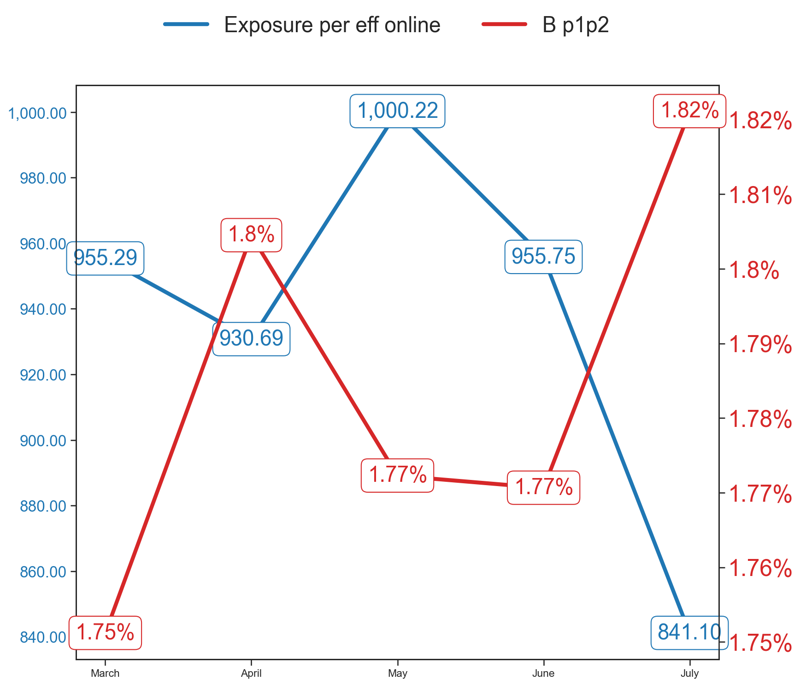 Exposure per eff online B p1p2
1,000.22 1.82%
1,000.00 1.82%
980.00 1.81%
1.8%
960.00 955.29 955.75 1.8%
940.00 930.69 1.79%
920.00
900.00 1.78%
1.77% 1.77% 1.77%
880.00
860.00 1.76%
840.00 1.75% 841.10 1.75%
March April May June July